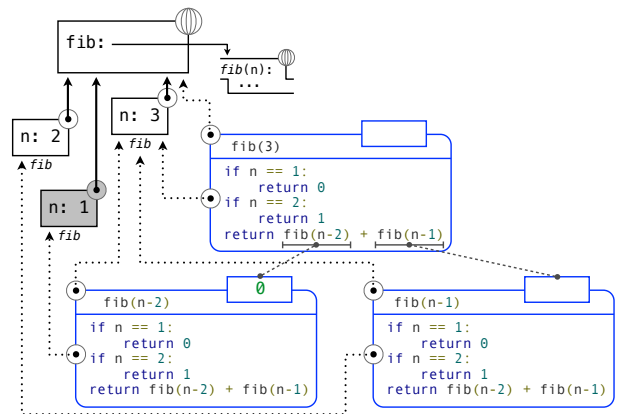 fib:
fib(n):
...
n: 3
fib
n: 2
fib
n: 1
fib
fib(3)
if n == 1:
return 0
if n == 2:
return 1
return fib(n-2) + fib(n-1)
0
fib(n-2)
if n == 1:
return 0
if n == 2:
return 1
return fib(n-2) + fib(n-1)
fib(n-1)
if n == 1:
return 0
if n == 2:
return 1
return fib(n-2) + fib(n-1)